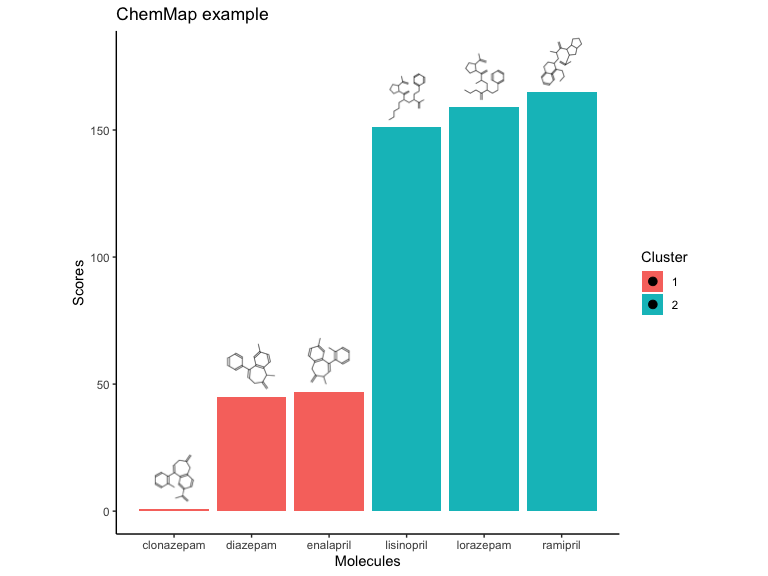 ChemMap example
Scores
150
100
50
0
clonazepam diazepam enalapril lisinopril lorazepam ramipril
Molecules
Cluster
1
2